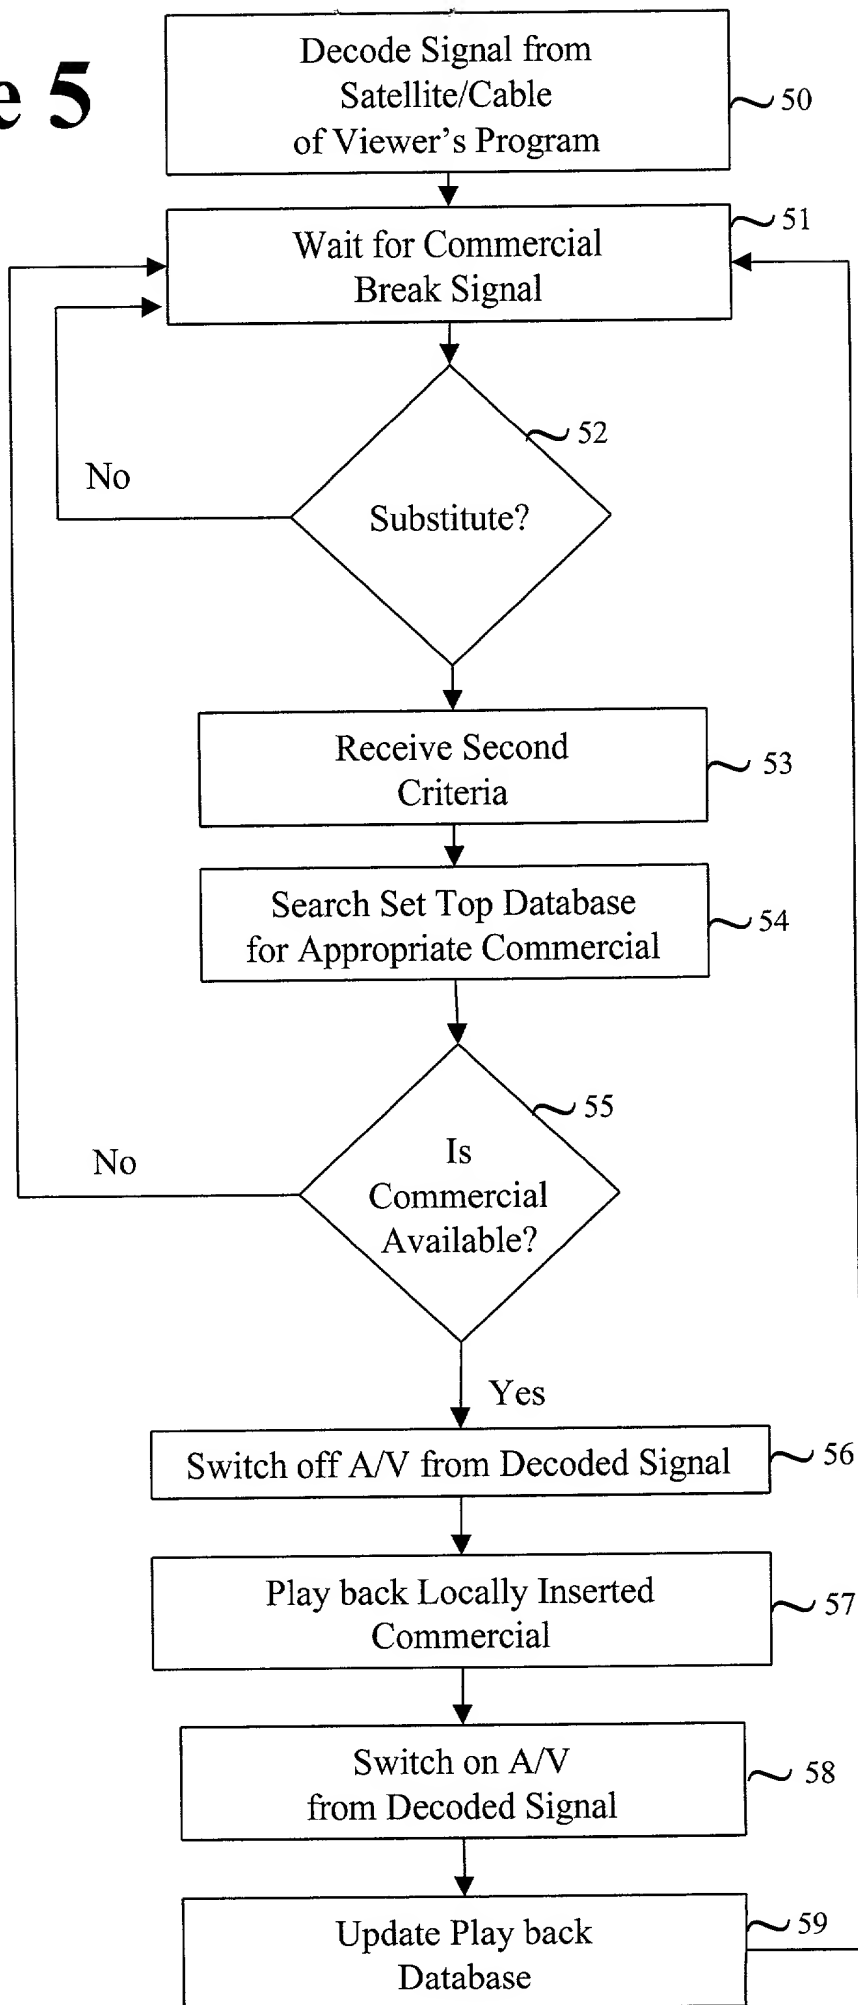 e 5
Decode Signal from
Satellite/Cable
of Viewer's Program
50
Wait for Commercial
Break Signal
51
52
No
Substitute?
Receive Second
Criteria
53
Search Set Top Database
for Appropriate Commercial
54
55
No
Is
Commercial
Available?
Yes
Switch off A/V from Decoded Signal
56
Play back Locally Inserted
Commercial
57
Switch on A/V
from Decoded Signal
58
Update Play back
Database
59